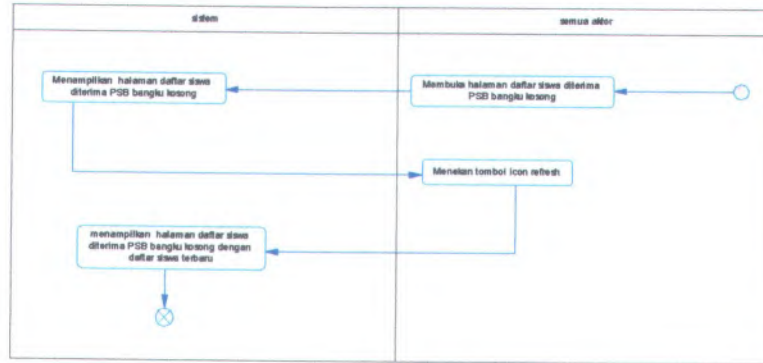 sistem
semua aktor
Menampilkan halaman daftar siswa
diterima PSB bangku kosong
Membuka halaman daftar siswa diterima
PSB bangku kosong
Menekan tombol icon refresh
menampilkan halaman daftar siswa
diterima PSB bangku kosong dengan
daftar siswa terbaru